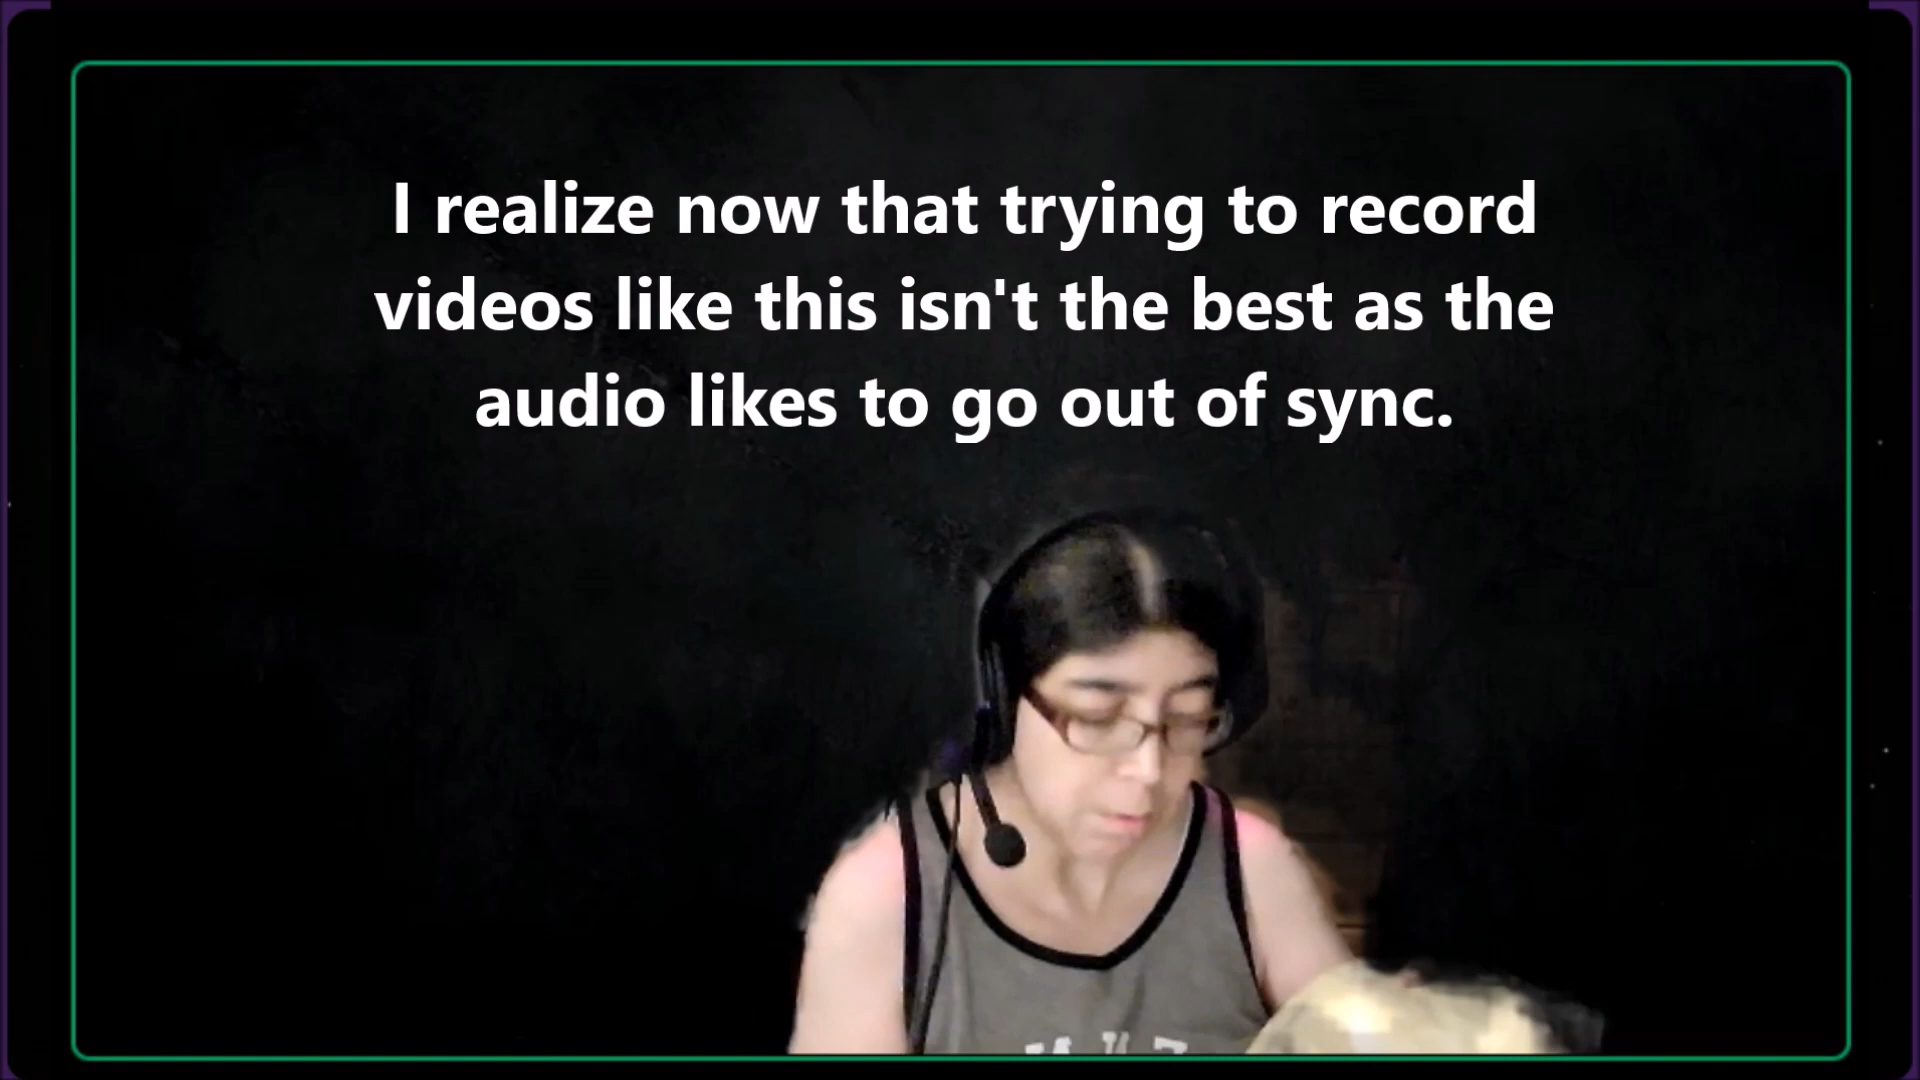 I realize now that trying to record
videos like this isn't the best as the
audio likes to go out of sync.